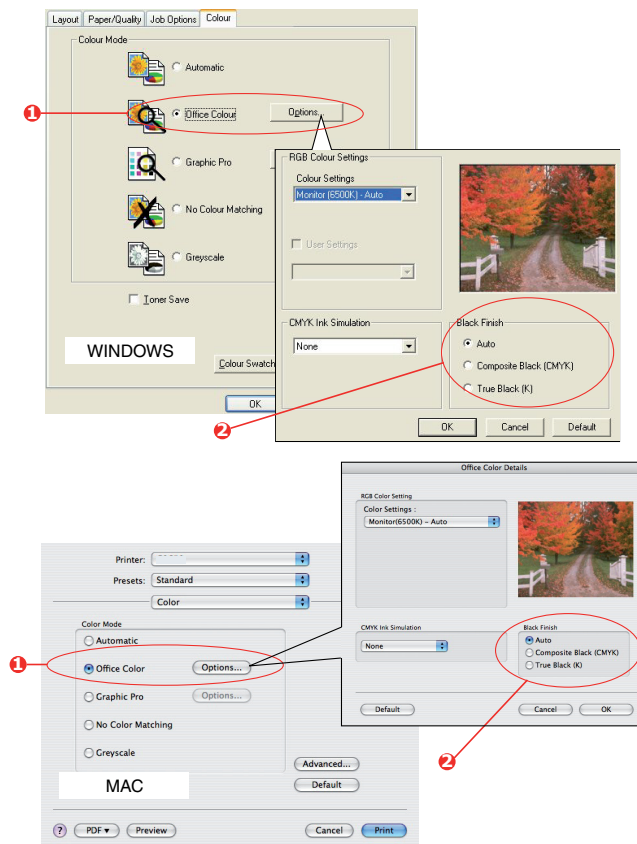 Layout Paper/Quality Job Options Colour
Colour Mode
Automatic
1
Office Colour
Options...
Graphic Pro
No Colour Matching
Greyscale
Toner Save
WINDOWS
Colour Swatch
OK
RGB Colour Settings
Colour Settings
Monitor (6500K) - Auto
User Settings
CMYK Ink Simulation
None
Black Finish
Auto
Composite Black (CMYK)
True Black (K)
2
OK Cancel Default
Office Color Details
RGB Color Setting
Color Settings :
Monitor(6500K) - Auto
CMYK Ink Simulation
None
Black Finish
Auto
Composite Black (CMYK)
True Black (K)
Default Cancel OK
2
Printer:
Presets: Standard
Color
Color Mode
Automatic
1
Office Color Options...
Graphic Pro Options...
No Color Matching
Greyscale
Advanced...
MAC
Default
? PDF ▾ Preview Cancel Print